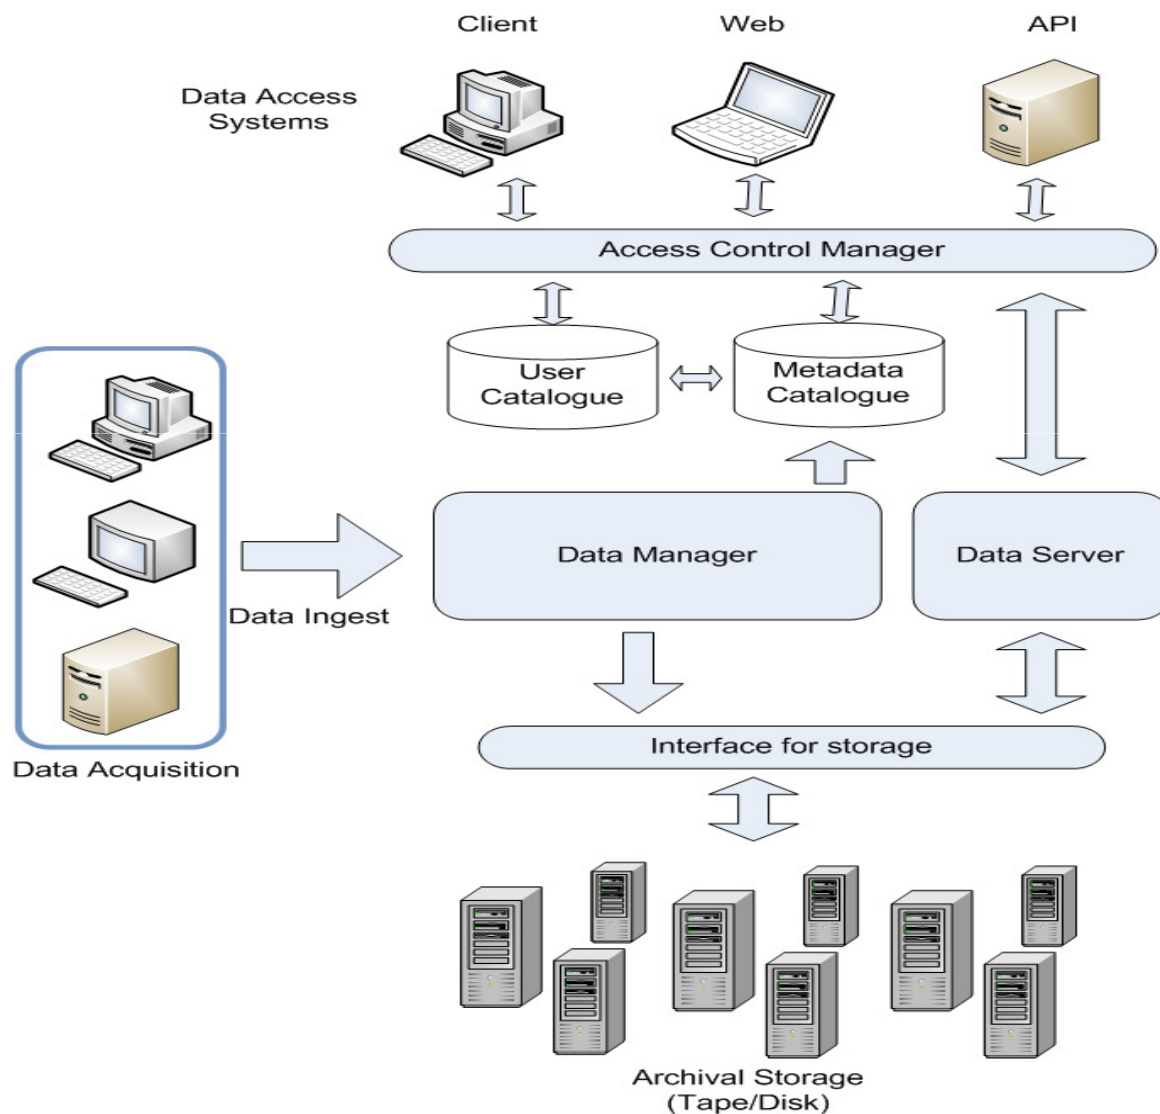 Client
Web
API
Data Access
Systems
Access Control Manager
User
Catalogue
Metadata
Catalogue
Data Manager
Data Server
Data Ingest
Interface for storage
Data Acquisition
Archival Storage
(Tape/Disk)